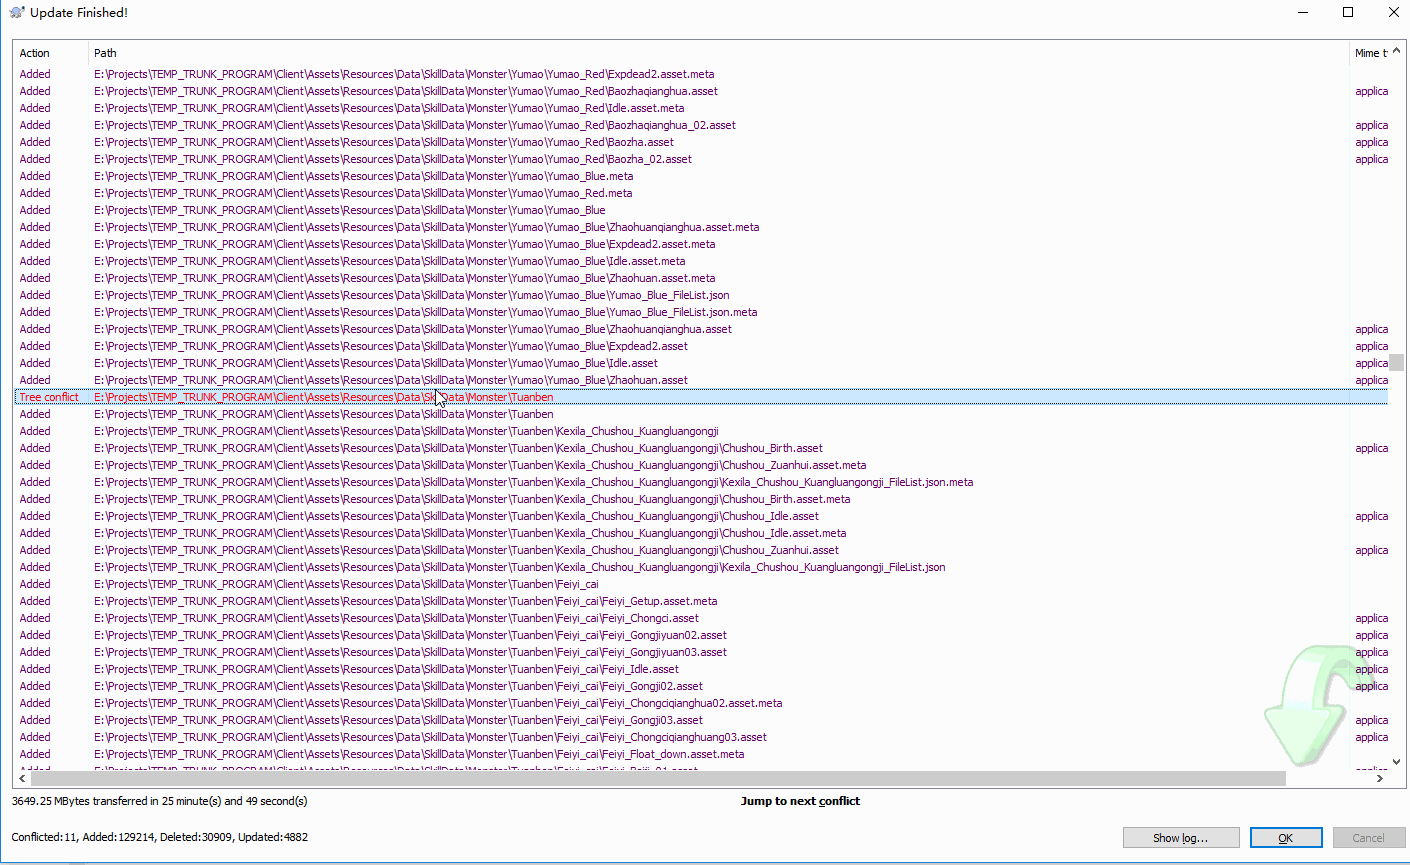 Update Finished!
Action Path Mime t
Added E:\Projects\TEMP_TRUNK_PROGRAM\Client\Assets\Resources\Data\SkillData\Monster\Yumao\Yumao_Red\Expdead2.asset.meta
Added E:\Projects\TEMP_TRUNK_PROGRAM\Client\Assets\Resources\Data\SkillData\Monster\Yumao\Yumao_Red\Baozhaqianghua.asset applica
Added E:\Projects\TEMP_TRUNK_PROGRAM\Client\Assets\Resources\Data\SkillData\Monster\Yumao\Yumao_Red\Idle.asset.meta
Added E:\Projects\TEMP_TRUNK_PROGRAM\Client\Assets\Resources\Data\SkillData\Monster\Yumao\Yumao_Red\Baozhaqianghua_02.asset applica
Added E:\Projects\TEMP_TRUNK_PROGRAM\Client\Assets\Resources\Data\SkillData\Monster\Yumao\Yumao_Red\Baozha.asset applica
Added E:\Projects\TEMP_TRUNK_PROGRAM\Client\Assets\Resources\Data\SkillData\Monster\Yumao\Yumao_Red\Baozha_02.asset applica
Added E:\Projects\TEMP_TRUNK_PROGRAM\Client\Assets\Resources\Data\SkillData\Monster\Yumao\Yumao_Blue.meta
Added E:\Projects\TEMP_TRUNK_PROGRAM\Client\Assets\Resources\Data\SkillData\Monster\Yumao\Yumao_Red.meta
Added E:\Projects\TEMP_TRUNK_PROGRAM\Client\Assets\Resources\Data\SkillData\Monster\Yumao\Yumao_Blue
Added E:\Projects\TEMP_TRUNK_PROGRAM\Client\Assets\Resources\Data\SkillData\Monster\Yumao\Yumao_Blue\Zhaohuanqianghua.asset.meta
Added E:\Projects\TEMP_TRUNK_PROGRAM\Client\Assets\Resources\Data\SkillData\Monster\Yumao\Yumao_Blue\Expdead2.asset.meta
Added E:\Projects\TEMP_TRUNK_PROGRAM\Client\Assets\Resources\Data\SkillData\Monster\Yumao\Yumao_Blue\Idle.asset.meta
Added E:\Projects\TEMP_TRUNK_PROGRAM\Client\Assets\Resources\Data\SkillData\Monster\Yumao\Yumao_Blue\Zhaohuan.asset.meta
Added E:\Projects\TEMP_TRUNK_PROGRAM\Client\Assets\Resources\Data\SkillData\Monster\Yumao\Yumao_Blue\Yumao_Blue_FileList.json
Added E:\Projects\TEMP_TRUNK_PROGRAM\Client\Assets\Resources\Data\SkillData\Monster\Yumao\Yumao_Blue\Yumao_Blue_FileList.json.meta
Added E:\Projects\TEMP_TRUNK_PROGRAM\Client\Assets\Resources\Data\SkillData\Monster\Yumao\Yumao_Blue\Zhaohuanqianghua.asset applica
Added E:\Projects\TEMP_TRUNK_PROGRAM\Client\Assets\Resources\Data\SkillData\Monster\Yumao\Yumao_Blue\Expdead2.asset applica
Added E:\Projects\TEMP_TRUNK_PROGRAM\Client\Assets\Resources\Data\SkillData\Monster\Yumao\Yumao_Blue\Idle.asset applica
Added E:\Projects\TEMP_TRUNK_PROGRAM\Client\Assets\Resources\Data\SkillData\Monster\Yumao\Yumao_Blue\Zhaohuan.asset applica
Tree conflict E:\Projects\TEMP_TRUNK_PROGRAM\Client\Assets\Resources\Data\SkillData\Monster\Tuanben
Added E:\Projects\TEMP_TRUNK_PROGRAM\Client\Assets\Resources\Data\SkillData\Monster\Tuanben
Added E:\Projects\TEMP_TRUNK_PROGRAM\Client\Assets\Resources\Data\SkillData\Monster\Tuanben\Kexila_Chushou_Kuangluangongji
Added E:\Projects\TEMP_TRUNK_PROGRAM\Client\Assets\Resources\Data\SkillData\Monster\Tuanben\Kexila_Chushou_Kuangluangongji\Chushou_Birth.asset applica
Added E:\Projects\TEMP_TRUNK_PROGRAM\Client\Assets\Resources\Data\SkillData\Monster\Tuanben\Kexila_Chushou_Kuangluangongji\Chushou_Zuanhui.asset.meta
Added E:\Projects\TEMP_TRUNK_PROGRAM\Client\Assets\Resources\Data\SkillData\Monster\Tuanben\Kexila_Chushou_Kuangluangongji\Kexila_Chushou_Kuangluangongji_FileList.json.meta
Added E:\Projects\TEMP_TRUNK_PROGRAM\Client\Assets\Resources\Data\SkillData\Monster\Tuanben\Kexila_Chushou_Kuangluangongji\Chushou_Birth.asset.meta
Added E:\Projects\TEMP_TRUNK_PROGRAM\Client\Assets\Resources\Data\SkillData\Monster\Tuanben\Kexila_Chushou_Kuangluangongji\Chushou_Idle.asset applica
Added E:\Projects\TEMP_TRUNK_PROGRAM\Client\Assets\Resources\Data\SkillData\Monster\Tuanben\Kexila_Chushou_Kuangluangongji\Chushou_Idle.asset.meta
Added E:\Projects\TEMP_TRUNK_PROGRAM\Client\Assets\Resources\Data\SkillData\Monster\Tuanben\Kexila_Chushou_Kuangluangongji\Chushou_Zuanhui.asset applica
Added E:\Projects\TEMP_TRUNK_PROGRAM\Client\Assets\Resources\Data\SkillData\Monster\Tuanben\Kexila_Chushou_Kuangluangongji\Kexila_Chushou_Kuangluangongji_FileList.json
Added E:\Projects\TEMP_TRUNK_PROGRAM\Client\Assets\Resources\Data\SkillData\Monster\Tuanben\Feiyi_cai
Added E:\Projects\TEMP_TRUNK_PROGRAM\Client\Assets\Resources\Data\SkillData\Monster\Tuanben\Feiyi_cai\Feiyi_Getup.asset.meta
Added E:\Projects\TEMP_TRUNK_PROGRAM\Client\Assets\Resources\Data\SkillData\Monster\Tuanben\Feiyi_cai\Feiyi_Chongci.asset applica
Added E:\Projects\TEMP_TRUNK_PROGRAM\Client\Assets\Resources\Data\SkillData\Monster\Tuanben\Feiyi_cai\Feiyi_Gongjiyuan02.asset applica
Added E:\Projects\TEMP_TRUNK_PROGRAM\Client\Assets\Resources\Data\SkillData\Monster\Tuanben\Feiyi_cai\Feiyi_Gongjiyuan03.asset applica
Added E:\Projects\TEMP_TRUNK_PROGRAM\Client\Assets\Resources\Data\SkillData\Monster\Tuanben\Feiyi_cai\Feiyi_Idle.asset applica
Added E:\Projects\TEMP_TRUNK_PROGRAM\Client\Assets\Resources\Data\SkillData\Monster\Tuanben\Feiyi_cai\Feiyi_Gongji02.asset applica
Added E:\Projects\TEMP_TRUNK_PROGRAM\Client\Assets\Resources\Data\SkillData\Monster\Tuanben\Feiyi_cai\Feiyi_Chongciqianghua02.asset.meta
Added E:\Projects\TEMP_TRUNK_PROGRAM\Client\Assets\Resources\Data\SkillData\Monster\Tuanben\Feiyi_cai\Feiyi_Gongji03.asset applica
Added E:\Projects\TEMP_TRUNK_PROGRAM\Client\Assets\Resources\Data\SkillData\Monster\Tuanben\Feiyi_cai\Feiyi_Chongciqianghuang03.asset applica
Added E:\Projects\TEMP_TRUNK_PROGRAM\Client\Assets\Resources\Data\SkillData\Monster\Tuanben\Feiyi_cai\Feiyi_Float_down.asset.meta
3649.25 MBytes transferred in 25 minute(s) and 49 second(s) Jump to next conflict
Conflicted:11, Added:129214, Deleted:30909, Updated:4882 Show log... OK Cancel